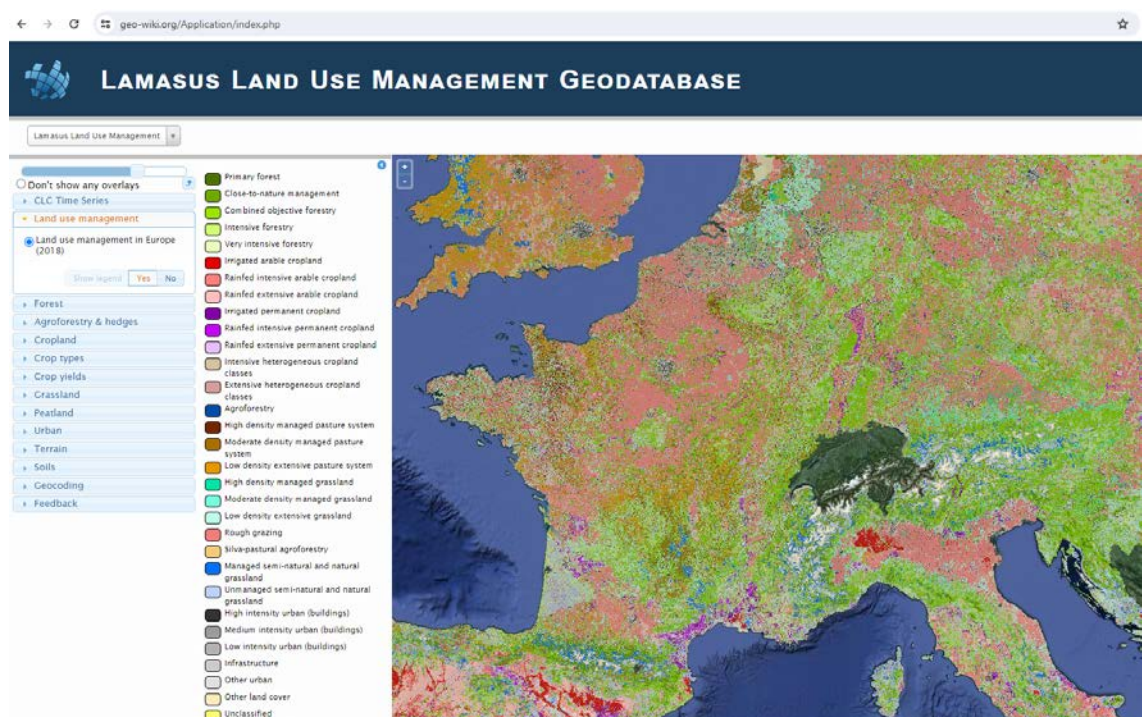 geo-wiki.org/Application/index.php
LAMASUS LAND USE MANAGEMENT GEODATABASE
Lamasus Land Use Management
Don't show any overlays
?
CLC Time Series
Land use management
Land use management in Europe
(2018)
Show legend Yes No
Forest
Agroforestry & hedges
Cropland
Crop types
Crop yields
Grassland
Peatland
Urban
Terrain
Soils
Geocoding
Feedback
Primary forest
Close-to-nature management
Combined objective forestry
Intensive forestry
Very intensive forestry
Irrigated arable cropland
Rainfed intensive arable cropland
Rainfed extensive arable cropland
Irrigated permanent cropland
Rainfed intensive permanent cropland
Rainfed extensive permanent cropland
Intensive heterogeneous cropland
classes
Extensive heterogeneous cropland
classes
Agroforestry
High density managed pasture system
Moderate density managed pasture
system
Low density extensive pasture system
High density managed grassland
Moderate density managed grassland
Low density extensive grassland
Rough grazing
Silva-pastural agroforestry
Managed semi-natural and natural
grassland
Unmanaged semi-natural and natural
grassland
High intensity urban (buildings)
Medium intensity urban (buildings)
Low intensity urban (buildings)
Infrastructure
Other urban
Other land cover
Unclassified
+
-